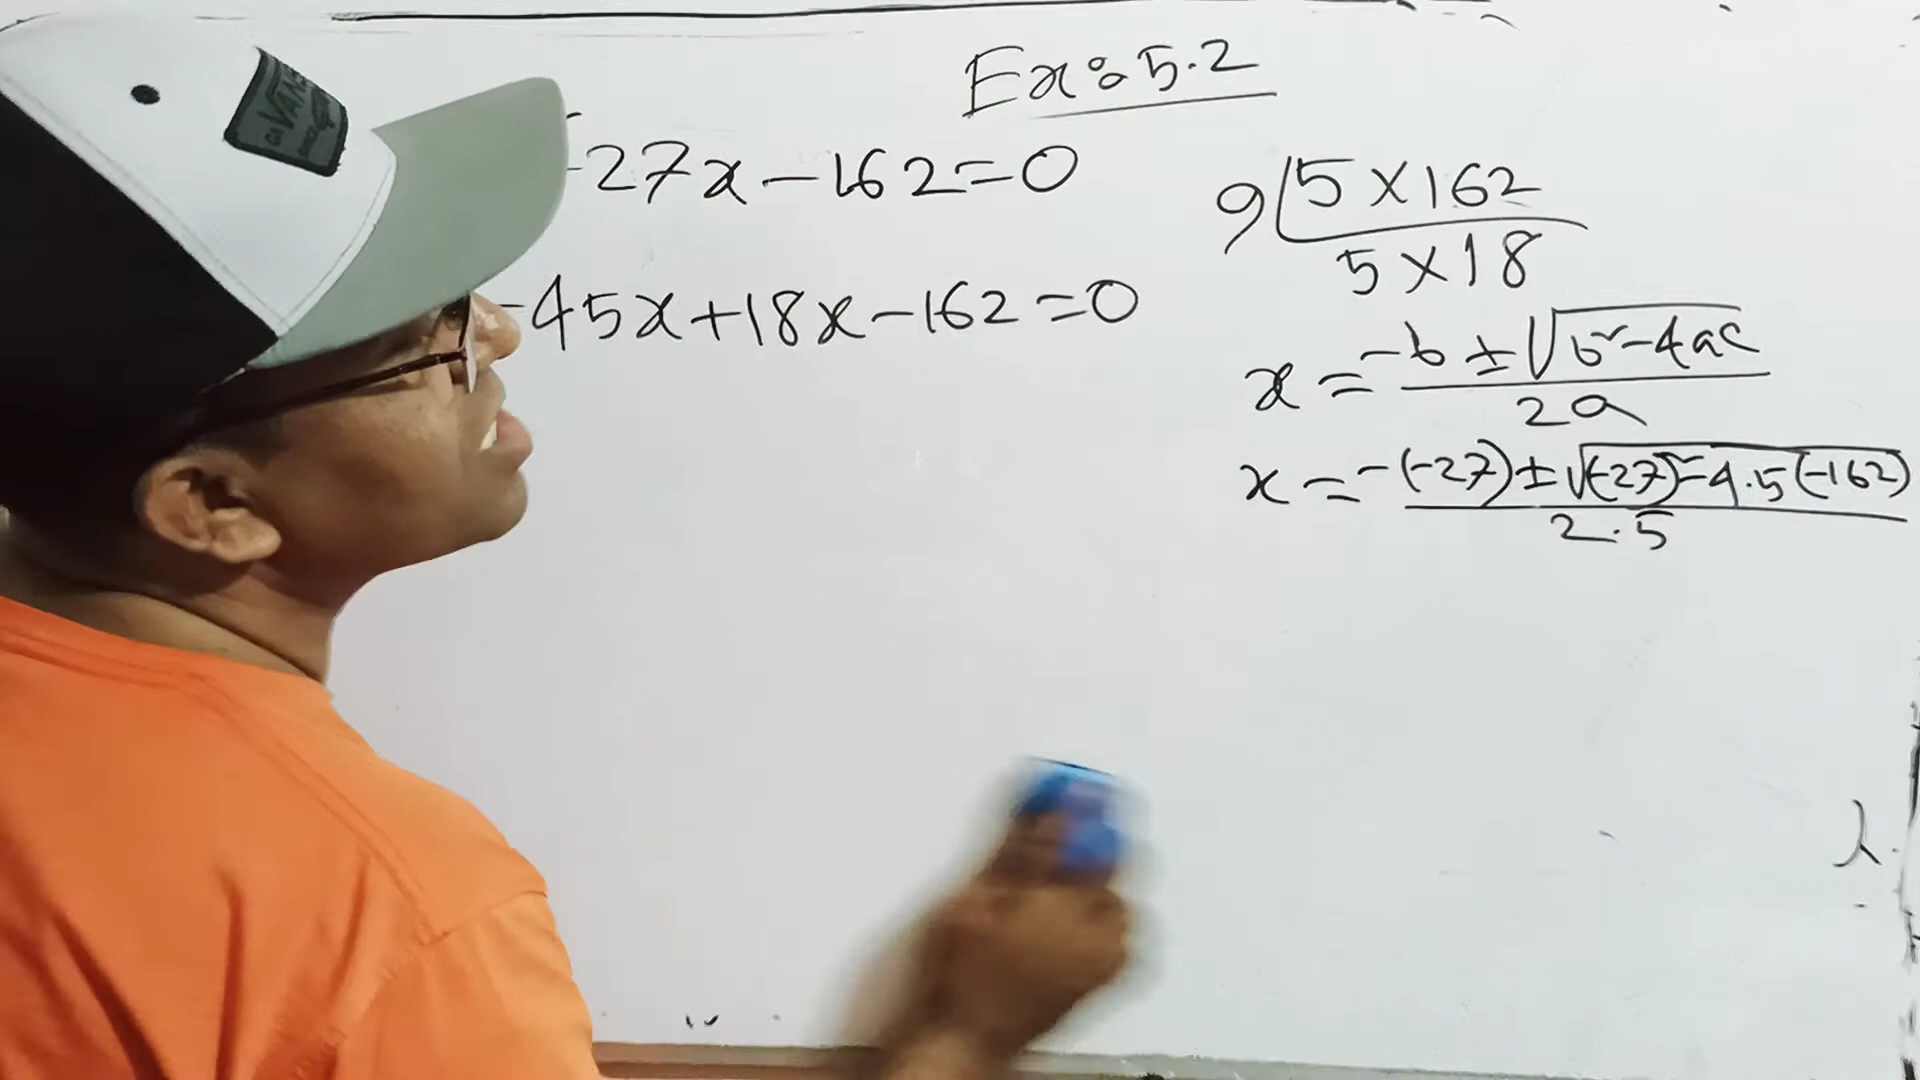 Ex: 5.2
-27x-162=0
-45x+18x-162=0
9 5×162
5×18
x = -b ± √b²-4ac
2a
x = -(-27) ± √(-27)²-4.5(-162)
2.5